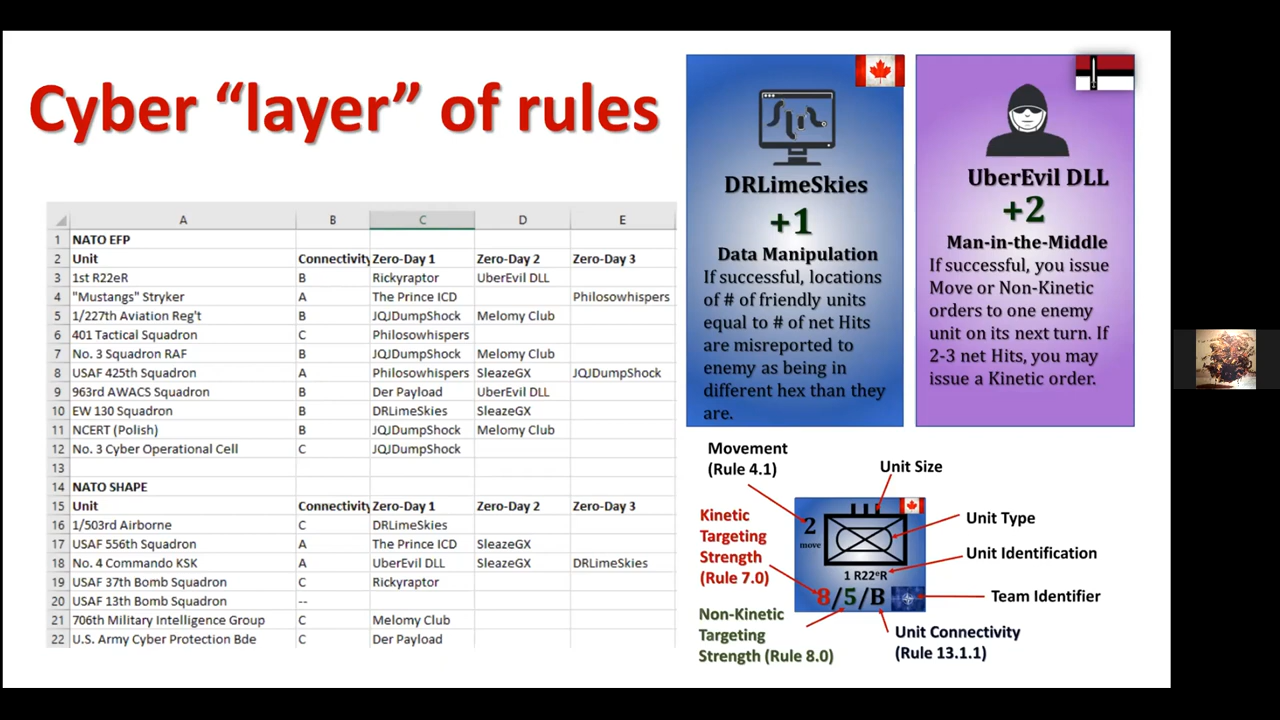 Cyber “layer” of rules
A B C D E
1 NATO EFP
2 Unit Connectivity Zero-Day 1 Zero-Day 2 Zero-Day 3
3 1st R22eR B Rickyraptor UberEvil DLL
4 "Mustangs" Stryker A The Prince ICD Philosowhispers
5 1/227th Aviation Reg't B JQJDumpShock Melomy Club
6 401 Tactical Squadron C Philosowhispers
7 No. 3 Squadron RAF B JQJDumpShock Melomy Club
8 USAF 425th Squadron A Philosowhispers SleazeGX JQJDumpShock
9 963rd AWACS Squadron B Der Payload UberEvil DLL
10 EW 130 Squadron B DRLimeSkies SleazeGX
11 NCERT (Polish) B JQJDumpShock Melomy Club
12 No. 3 Cyber Operational Cell C JQJDumpShock
13
14 NATO SHAPE
15 Unit Connectivity Zero-Day 1 Zero-Day 2 Zero-Day 3
16 1/503rd Airborne C DRLimeSkies
17 USAF 556th Squadron A The Prince ICD SleazeGX
18 No. 4 Commando KSK A UberEvil DLL SleazeGX DRLimeSkies
19 USAF 37th Bomb Squadron C Rickyraptor
20 USAF 13th Bomb Squadron --
21 706th Military Intelligence Group C Melomy Club
22 U.S. Army Cyber Protection Bde C Der Payload
DRLimeSkies
+1
Data Manipulation
If successful, locations
of # of friendly units
equal to # of net Hits
are misreported to
enemy as being in
different hex than they
are.
UberEvil DLL
+2
Man-in-the-Middle
If successful, you issue
Move or Non-Kinetic
orders to one enemy
unit on its next turn. If
2-3 net Hits, you may
issue a Kinetic order.
Movement
(Rule 4.1)
Unit Size
Kinetic
Targeting
Strength
(Rule 7.0)
2
move
1 R22eR
8/5/B
Unit Type
Unit Identification
Team Identifier
Non-Kinetic
Targeting
Strength (Rule 8.0)
Unit Connectivity
(Rule 13.1.1)